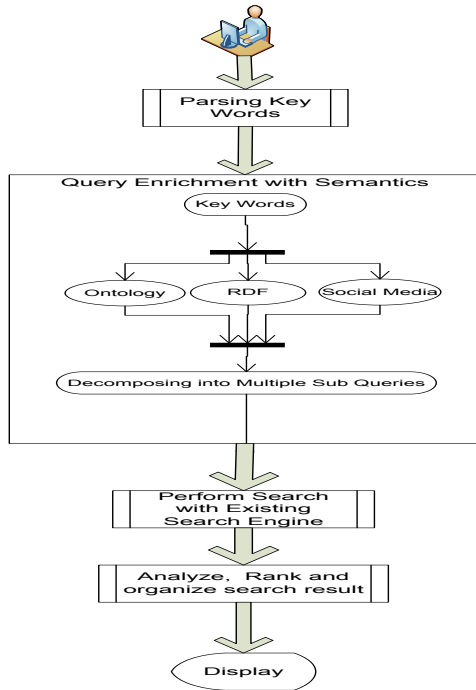 Parsing Key
Words
Query Enrichment with Semantics
Key Words
Ontology
RDF
Social Media
Decomposing into Multiple Sub Queries
Perform Search
with Existing
Search Engine
Analyze, Rank and
organize search result
Display